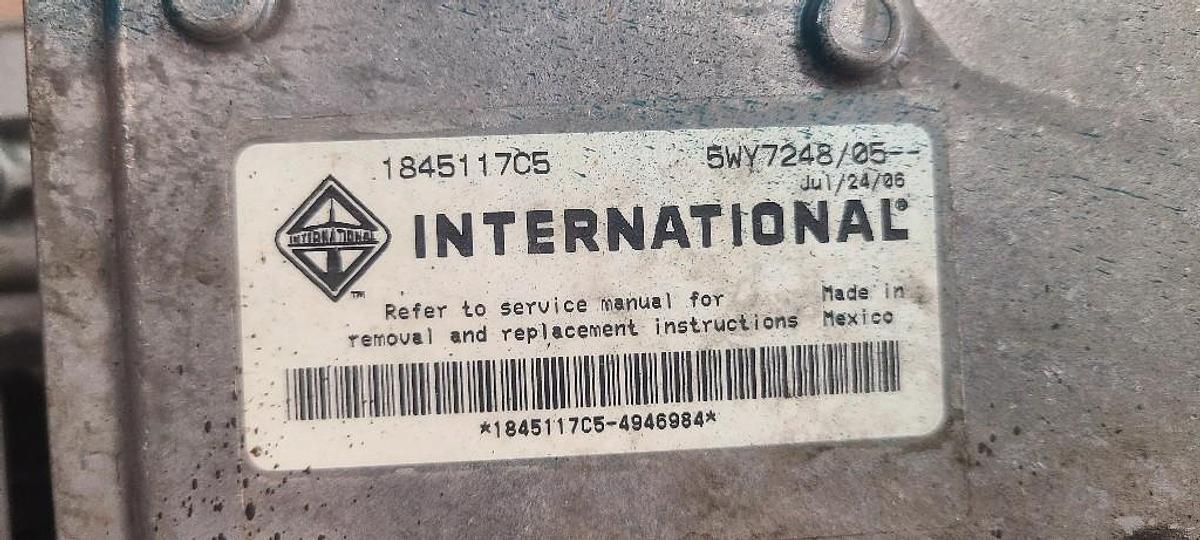 1845117C5
5WY7248/05--
Jul/24/06
INTERNATIONAL
INTERNATIONAL®
TM
Refer to service manual for
removal and replacement instructions
Made in
Mexico
*1845117C5-4946984*